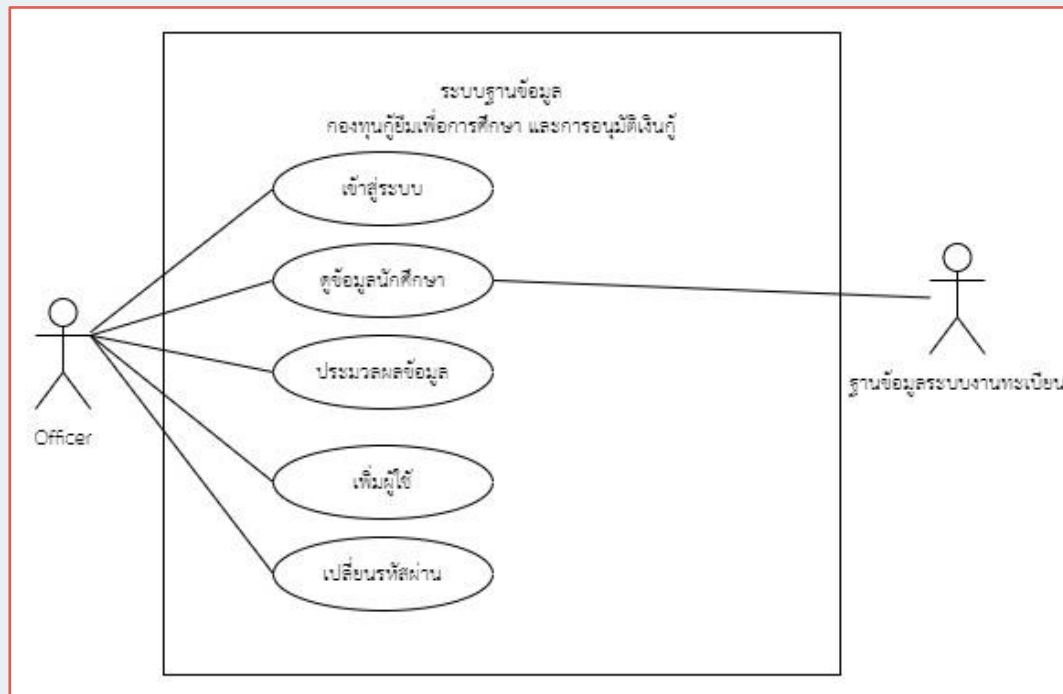 ระบบฐานข้อมูล
กองทุนกู้ยืมเพื่อการศึกษา และการอนุมัติเงินกู้
เข้าสู่ระบบ
ดูข้อมูลนักศึกษา
ประมวลผลข้อมูล
เพิ่มผู้ใช้
เปลี่ยนรหัสผ่าน
Officer
ฐานข้อมูลระบบงานทะเบียน